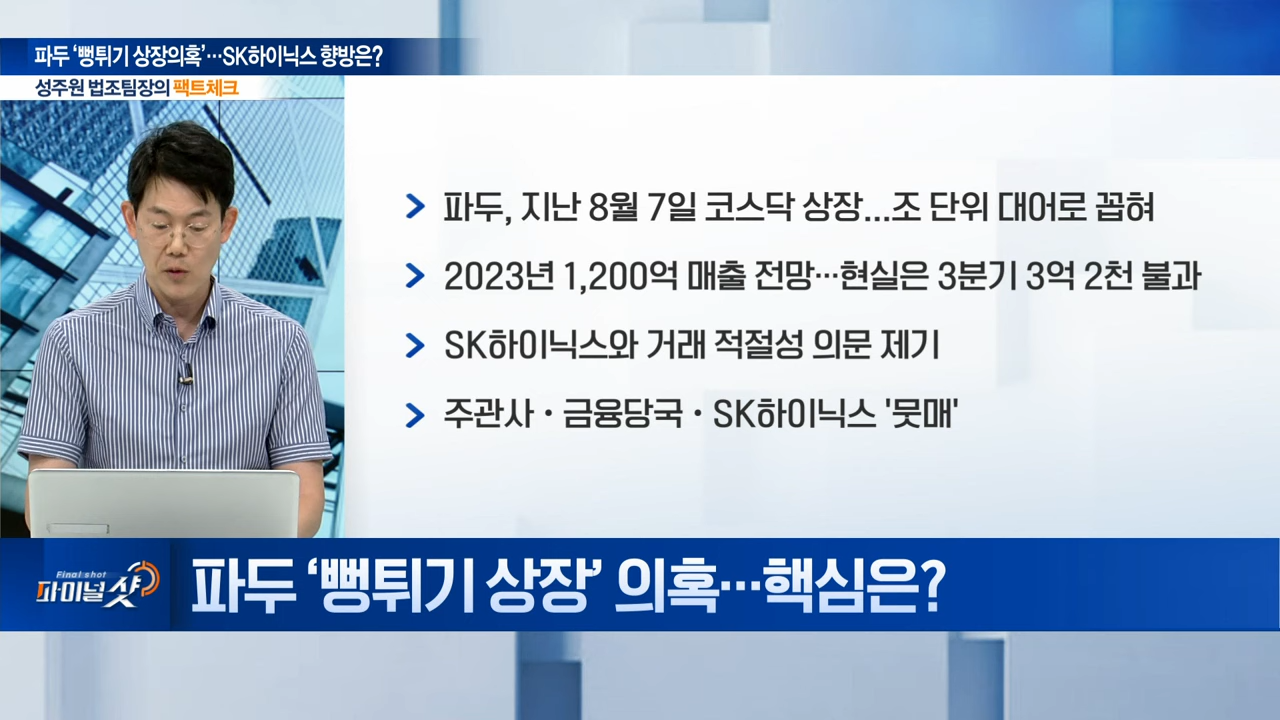 파두 ‘뻥튀기 상장의혹’…SK하이닉스 향방은?
성주원 법조팀장의 팩트체크
파두, 지난 8월 7일 코스닥 상장...조 단위 대어로 꼽혀
2023년 1,200억 매출 전망…현실은 3분기 3억 2천 불과
SK하이닉스와 거래 적절성 의문 제기
주관사·금융당국·SK하이닉스 '뭇매'
Final shot
파이널샷
파두 ‘뻥튀기 상장’ 의혹…핵심은?